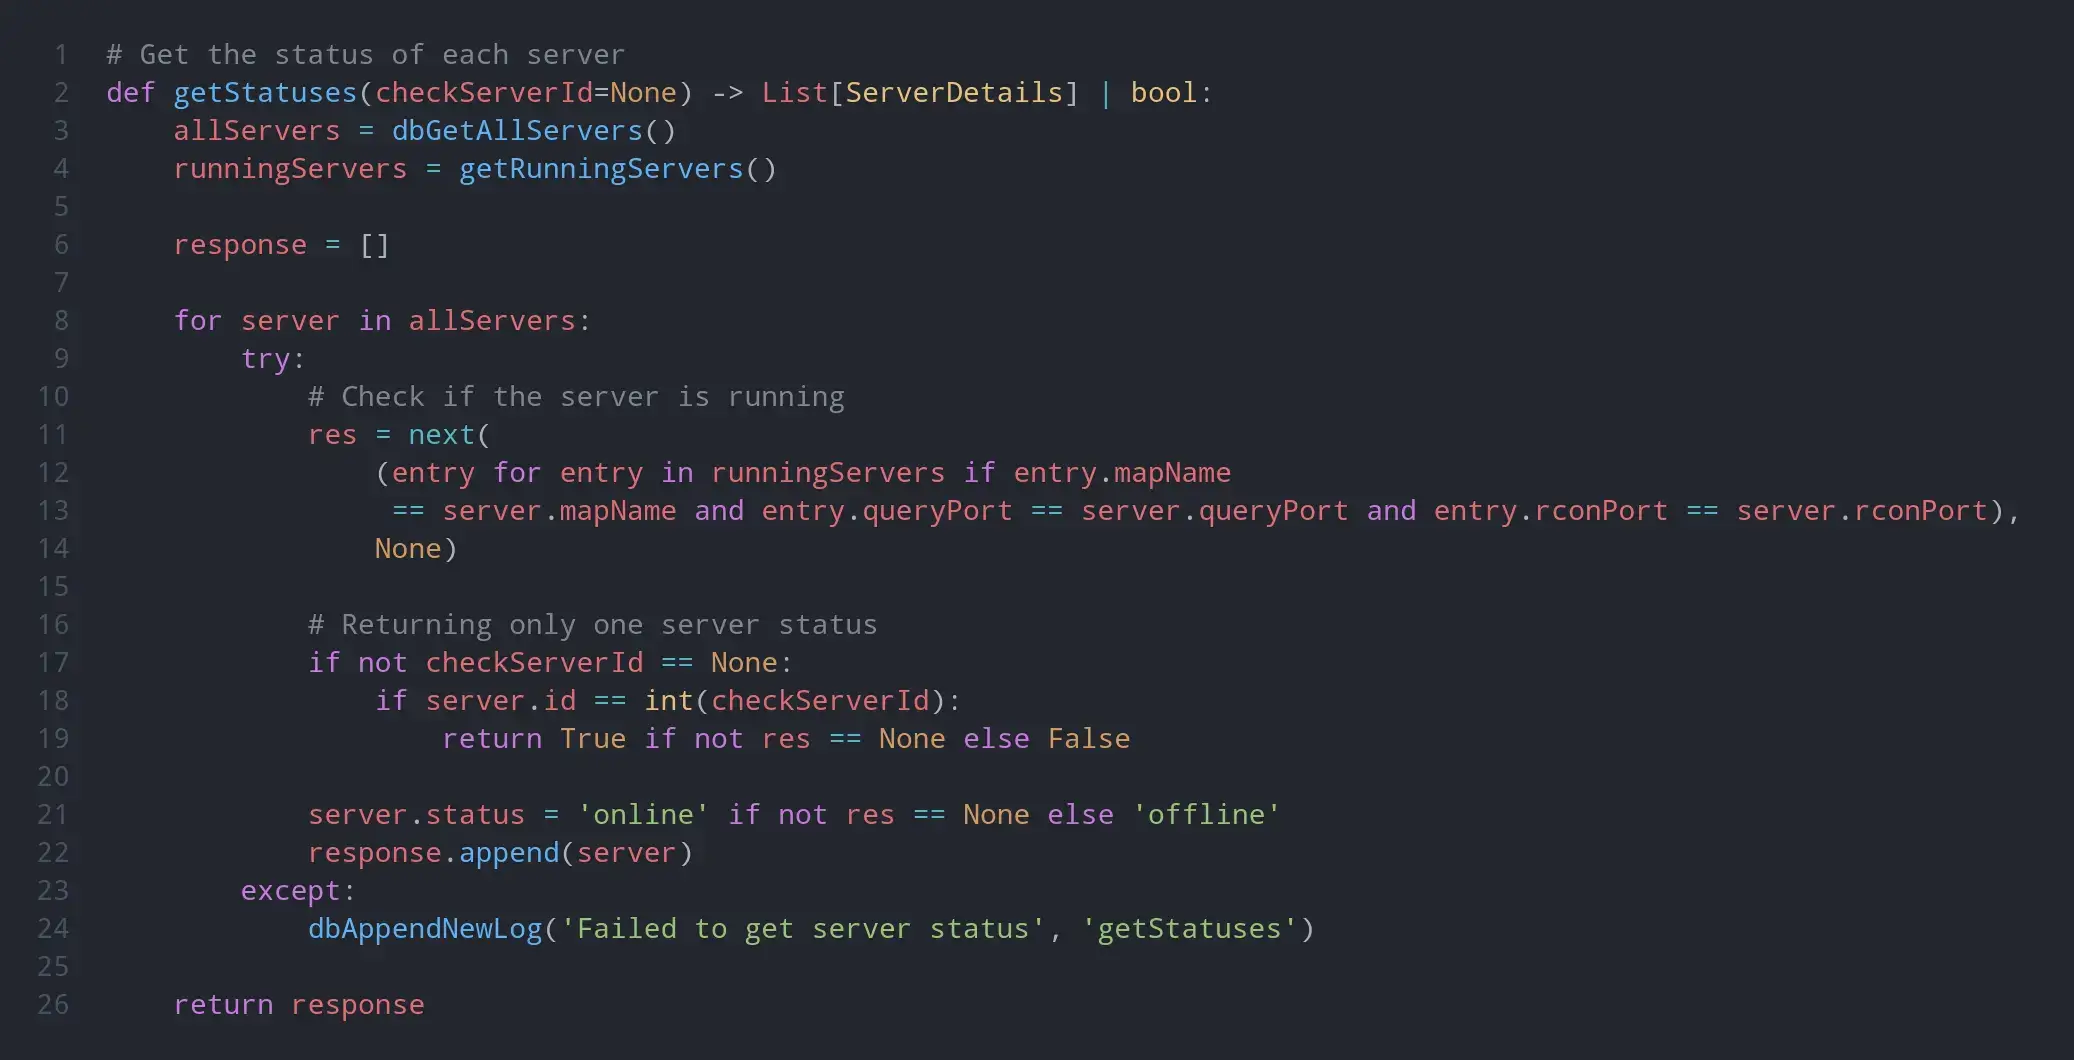 1 # Get the status of each server
2 def getStatuses(checkServerId=None) -> List[ServerDetails] | bool:
3     allServers = dbGetAllServers()
4     runningServers = getRunningServers()
5
6     response = []
7
8     for server in allServers:
9         try:
10             # Check if the server is running
11             res = next(
12                 (entry for entry in runningServers if entry.mapName
13                  == server.mapName and entry.queryPort == server.queryPort and entry.rconPort == server.rconPort),
14                 None)
15
16             # Returning only one server status
17             if not checkServerId == None:
18                 if server.id == int(checkServerId):
19                     return True if not res == None else False
20
21             server.status = 'online' if not res == None else 'offline'
22             response.append(server)
23         except:
24             dbAppendNewLog('Failed to get server status', 'getStatuses')
25
26     return response